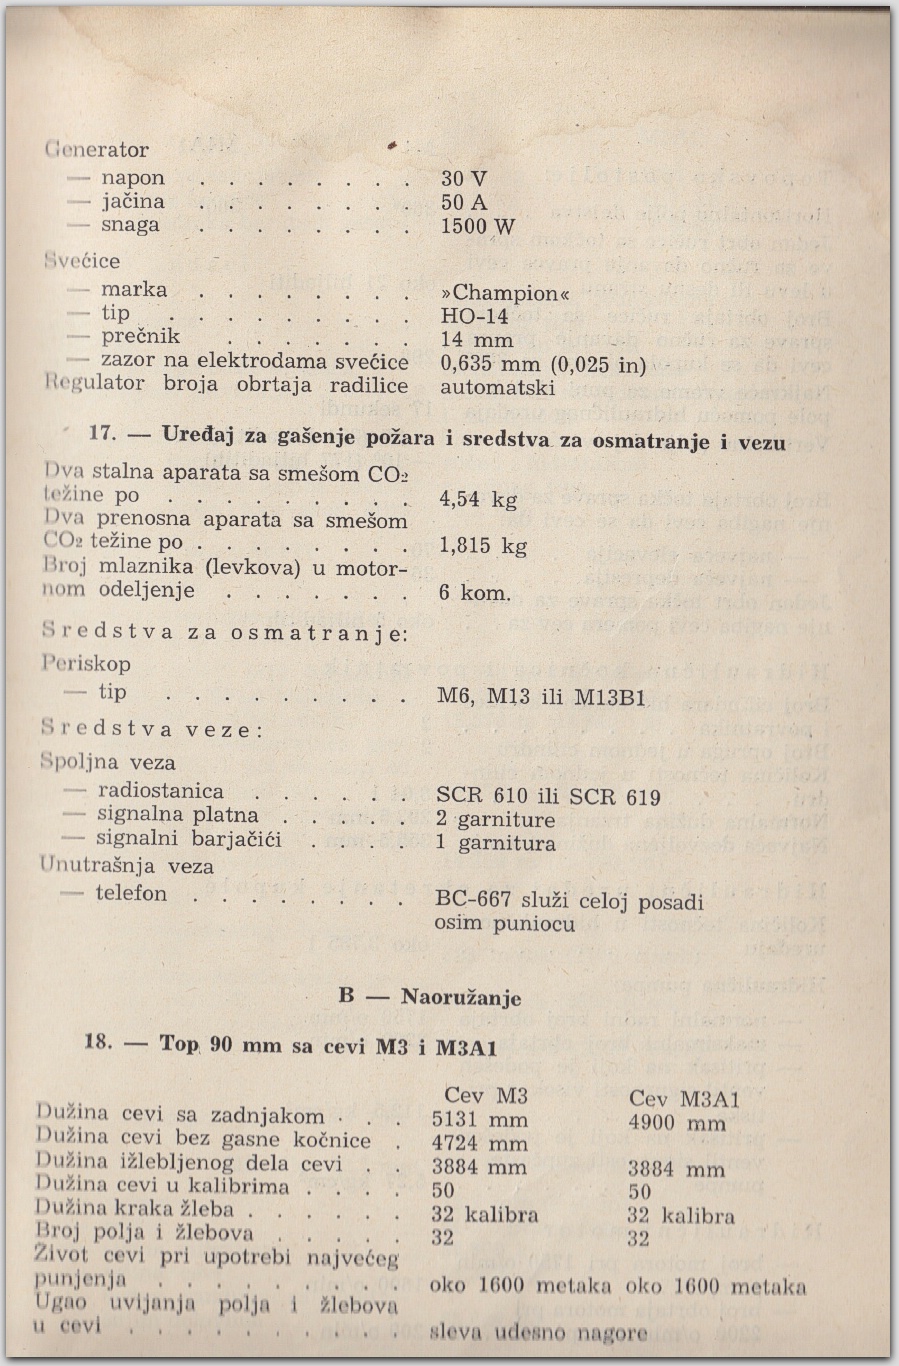 Generator
— napon . . . . . . . . 30 V
— jačina . . . . . . . . 50 A
— snaga . . . . . . . . 1500 W
Svećice
— marka . . . . . . . . »Champion«
— tip . . . . . . . . . HO-14
— prečnik . . . . . . . 14 mm
— zazor na elektrodama svećice 0,635 mm (0,025 in)
Regulator broja obrtaja radilice automatski
17. — Uređaj za gašenje požara i sredstva za osmatranje i vezu
Dva stalna aparata sa smešom CO₂
težine po . . . . . . . . . 4,54 kg
Dva prenosna aparata sa smešom
CO₂ težine po . . . . . . . . 1,815 kg
Broj mlaznika (levkova) u motor-
nom odeljenje . . . . . . . 6 kom.
Sredstva za osmatranje:
Periskop
— tip . . . . . . . . . M6, M13 ili M13B1
Sredstva veze:
Spoljna veza
— radiostanica . . . . . . SCR 610 ili SCR 619
— signalna platna . . . . . 2 garniture
— signalni barjačići . . . . 1 garnitura
Unutrašnja veza
— telefon . . . . . . . . BC-667 služi celoj posadi
osim puniocu
B — Naoružanje
18. — Top 90 mm sa cevi M3 i M3A1
Cev M3 Cev M3A1
Dužina cevi sa zadnjakom . . . 5131 mm 4900 mm
Dužina cevi bez gasne kočnice . 4724 mm
Dužina ižlebljenog dela cevi . . 3884 mm 3884 mm
Dužina cevi u kalibrima . . . . 50 50
Dužina kraka žleba . . . . . . 32 kalibra 32 kalibra
Broj polja i žlebova . . . . . 32 32
Život cevi pri upotrebi najvećeg
punjenja . . . . . . . . . oko 1600 metaka oko 1600 metaka
Ugao uvijanja polja i žlebova
u cevi . . . . . . . . . . sleva udesno nagore